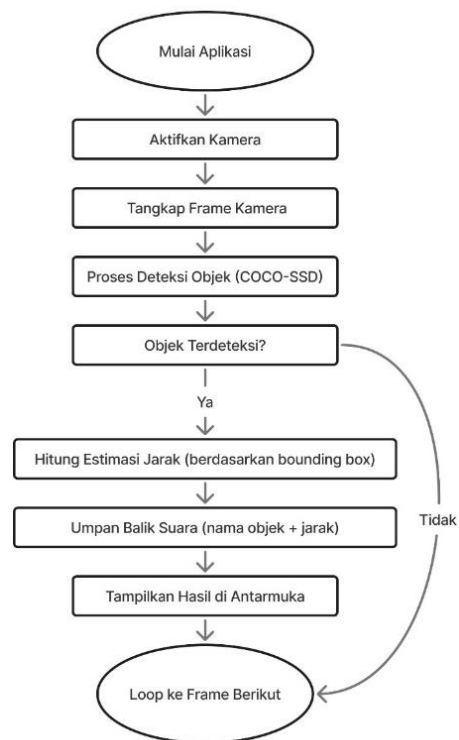 Mulai Aplikasi
Aktifkan Kamera
Tangkap Frame Kamera
Proses Deteksi Objek (COCO-SSD)
Objek Terdeteksi?
Ya
Hitung Estimasi Jarak (berdasarkan bounding box)
Umpan Balik Suara (nama objek + jarak)
Tidak
Tampilkan Hasil di Antarmuka
Loop ke Frame Berikut